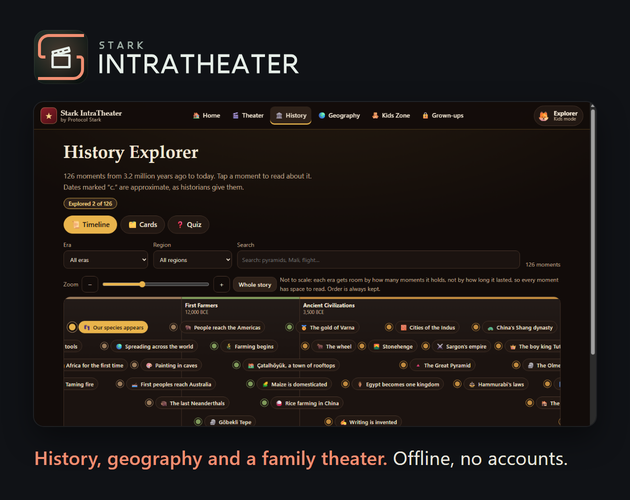 STARK
INTRATHEATER
Stark IntraTheater
by Protocol Stark
Home
Theater
History
Geography
Kids Zone
Grown-ups
Explorer
Kids mode
History Explorer
126 moments from 3.2 million years ago to today. Tap a moment to read about it.
Dates marked "c." are approximate, as historians give them.
Explored 2 of 126
Timeline
Cards
Quiz
Era
Region
Search
All eras
All regions
Search: pyramids, Mali, flight...
126 moments
Zoom
−
+
Whole story
Not to scale: each era gets room by how many moments it holds, not by how long it lasted, so every moment
has space to read. Order is always kept.
First Farmers
12,000 BCE
Ancient Civilizations
3,500 BCE
Our species appears
People reach the Americas
The gold of Varna
Cities of the Indus
China's Shang dynasty
tools
Spreading across the world
Farming begins
The wheel
Stonehenge
Sargon's empire
The boy king Tut
Africa for the first time
Painting in caves
Çatalhöyük, a town of rooftops
The Great Pyramid
The Olme
Taming fire
First peoples reach Australia
Maize is domesticated
Egypt becomes one kingdom
Hammurabi's laws
The last Neanderthals
Rice farming in China
The
Göbekli Tepe
Writing is invented
History, geography and a family theater. Offline, no accounts.